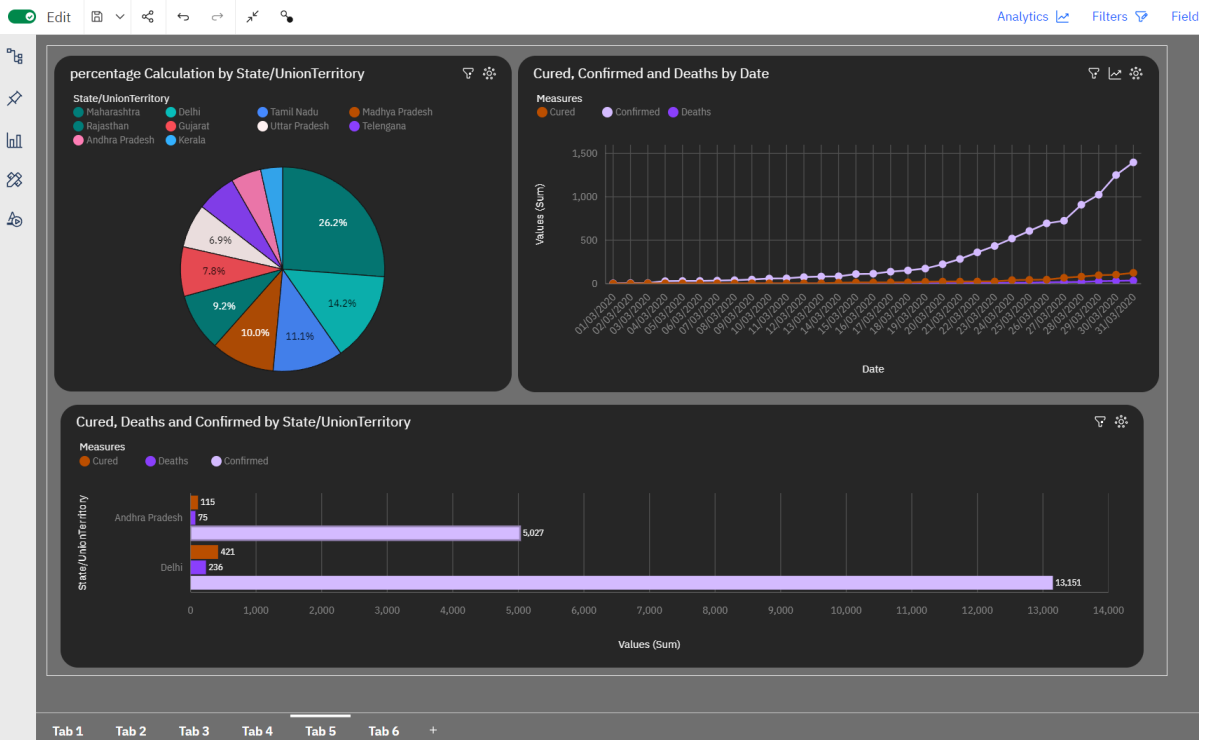 Edit
Analytics Filters Field
percentage Calculation by State/UnionTerritory
State/UnionTerritory
Maharashtra Delhi Tamil Nadu Madhya Pradesh
Rajasthan Gujarat Uttar Pradesh Telengana
Andhra Pradesh Kerala
26.2%
14.2%
11.1%
10.0%
9.2%
7.8%
6.9%
Cured, Confirmed and Deaths by Date
Measures
Cured Confirmed Deaths
Values (Sum)
1,500
1,000
500
0
01/03/2020 02/03/2020 03/03/2020 04/03/2020 05/03/2020 06/03/2020 07/03/2020 08/03/2020 09/03/2020 10/03/2020 11/03/2020 12/03/2020 13/03/2020 14/03/2020 15/03/2020 16/03/2020 17/03/2020 18/03/2020 19/03/2020 20/03/2020 21/03/2020 22/03/2020 23/03/2020 24/03/2020 25/03/2020 26/03/2020 27/03/2020 28/03/2020 29/03/2020 30/03/2020 31/03/2020
Date
Cured, Deaths and Confirmed by State/UnionTerritory
Measures
Cured Deaths Confirmed
State/UnionTerritory
Andhra Pradesh
115
75
5,027
Delhi
421
236
13,151
0 1,000 2,000 3,000 4,000 5,000 6,000 7,000 8,000 9,000 10,000 11,000 12,000 13,000 14,000
Values (Sum)
Tab 1 Tab 2 Tab 3 Tab 4 Tab 5 Tab 6 +